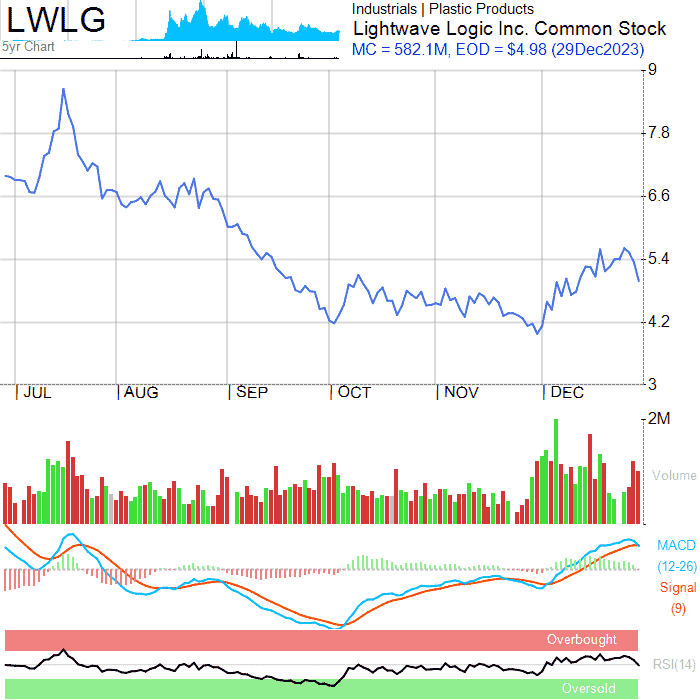 LWLG
5yr Chart
Industrials | Plastic Products
Lightwave Logic Inc. Common Stock
MC = 582.1M, EOD = $4.98 (29Dec2023)
9
7.8
6.6
5.4
4.2
3
JUL AUG SEP OCT NOV DEC
2M
Volume
MACD
(12-26)
Signal
(9)
Overbought
RSI(14)
Oversold